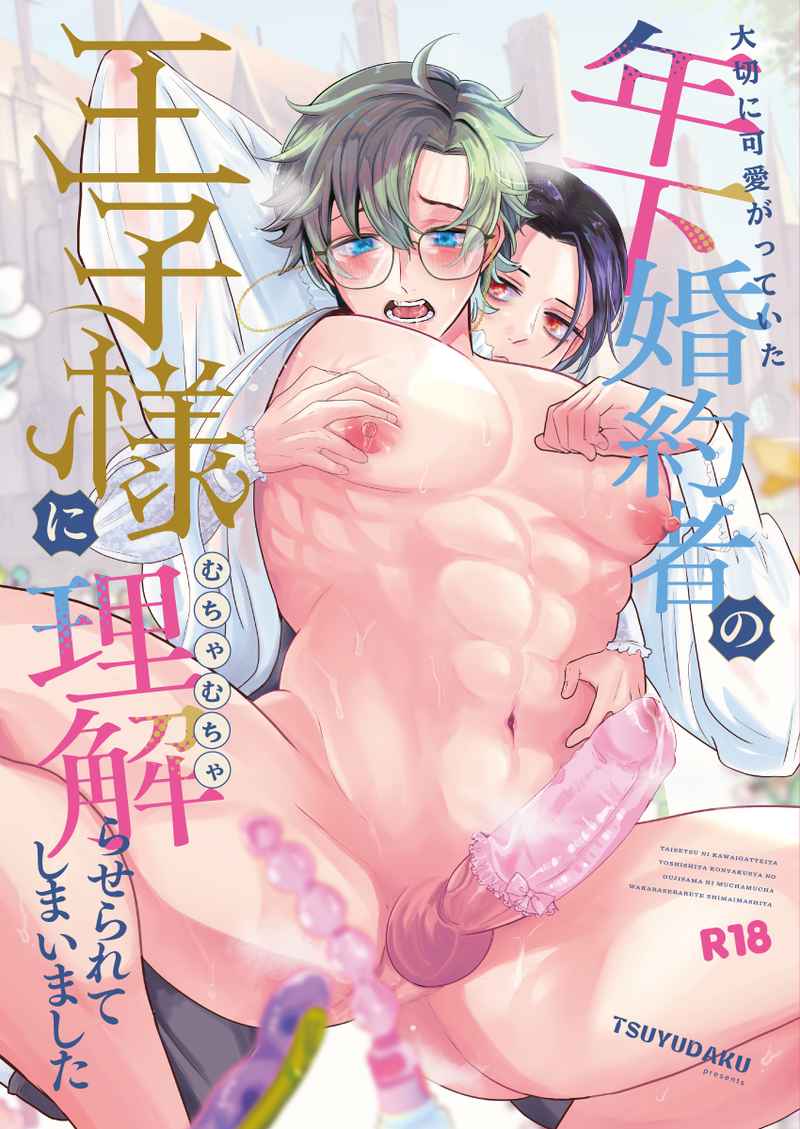 大切に可愛がっていた
年下婚約者の
王子様に
むちゃむちゃ
理解らせられて
しまいました
TAISETSU NI KAWAIGATTEITA
TOSHISHITA KONYAKUSYA NO
OUJISAMA NI MUCHAMUCHA
WAKARASERARETE SHIMAIMASHITA
R18
TSUYUDAKU
presents